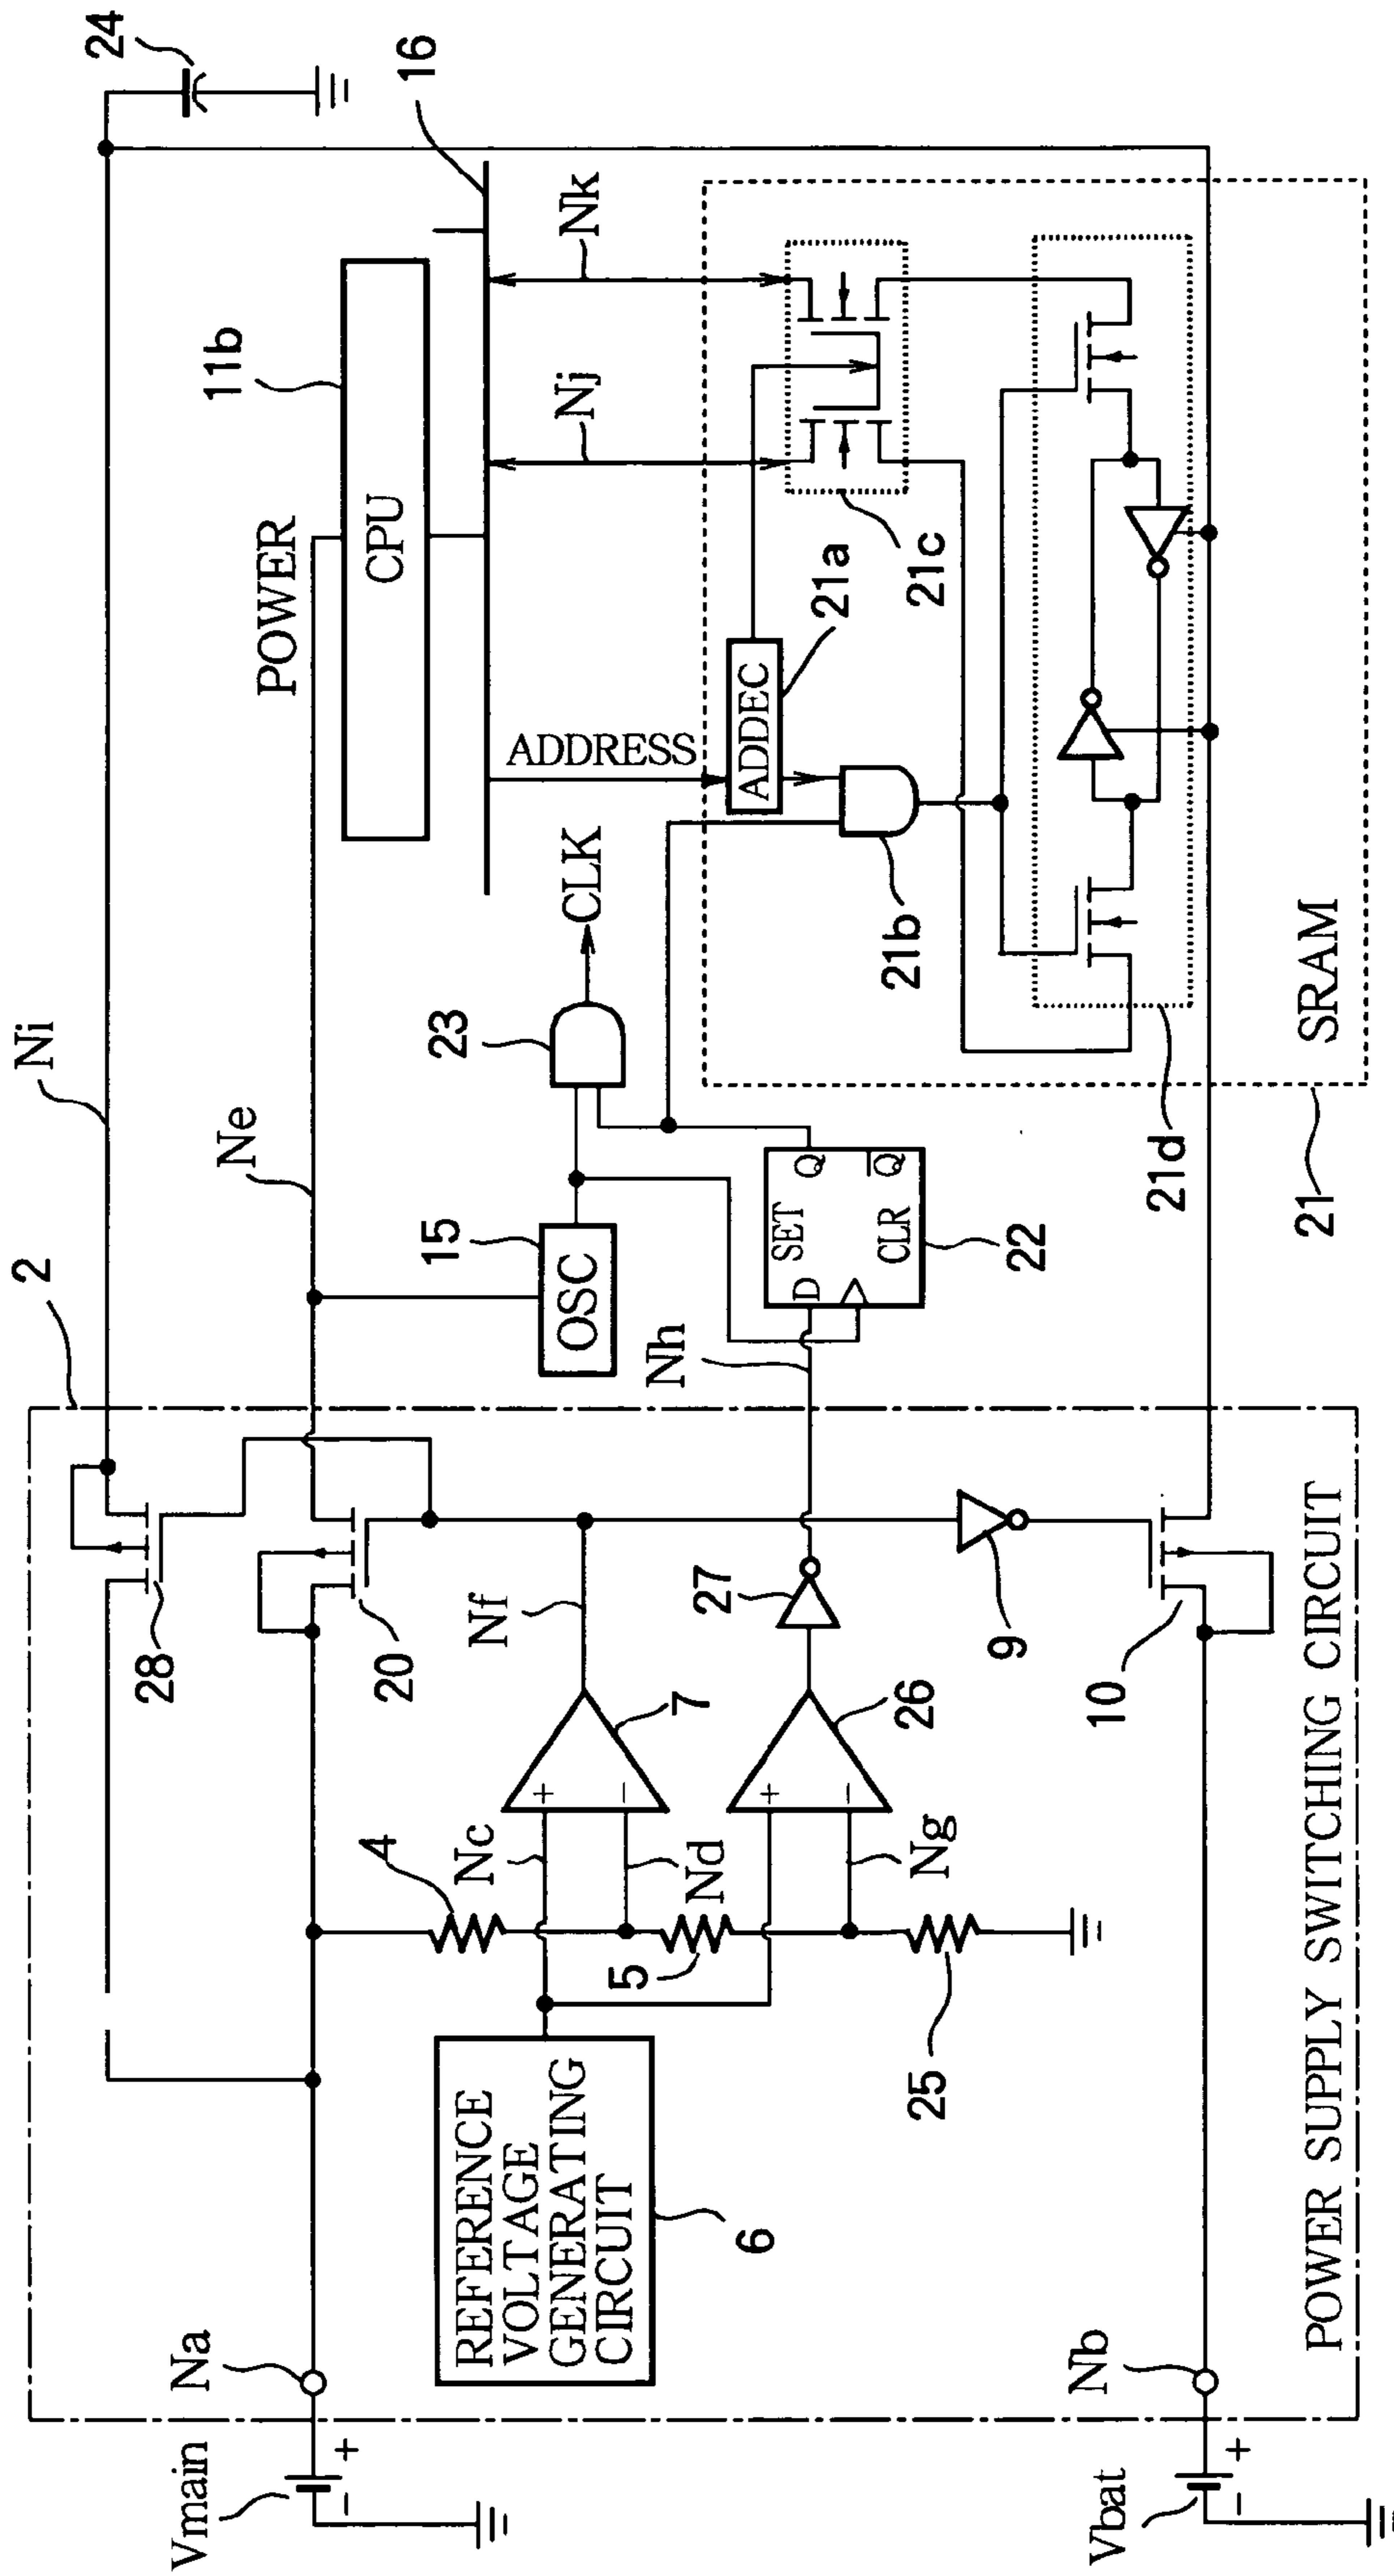 Vmain
Na
Vbat
Nb
+
−
+
−
2
Ni
24
28
20
Ne
POWER
CPU
11b
16
REFERENCE
VOLTAGE
GENERATING
CIRCUIT
6
4
5
25
Nc
Nd
Ng
+
−
+
−
7
26
Nf
27
Nh
9
10
POWER SUPPLY SWITCHING CIRCUIT
OSC
15
23
CLK
D
SET
Q
CLR
Q̅
22
ADDRESS
ADDEC
21a
21b
21c
21d
Nj
Nk
21
SRAM